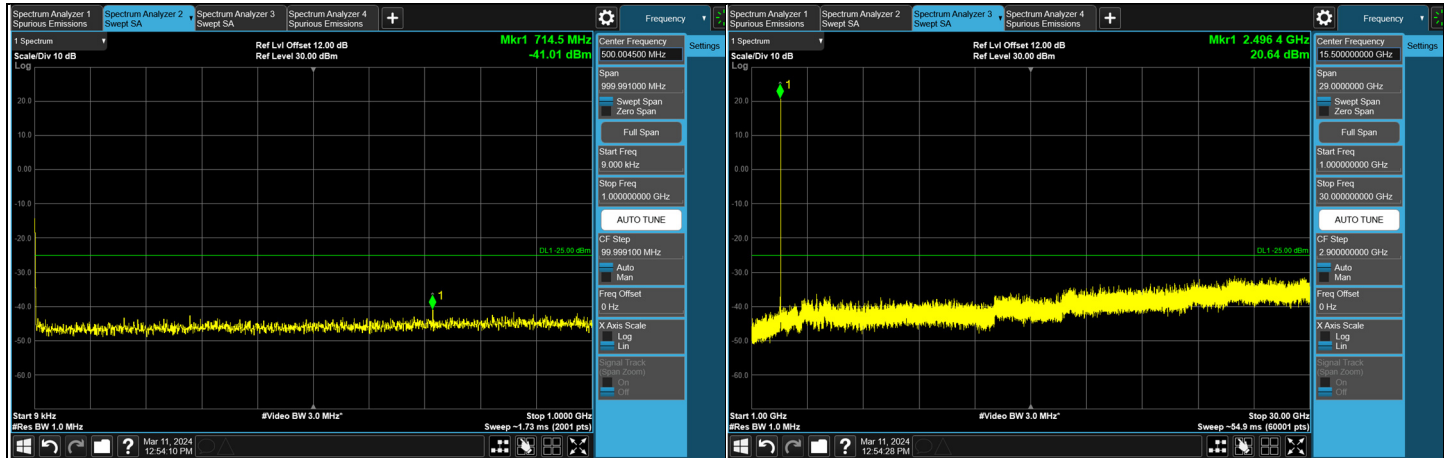 Spectrum Analyzer 1
Spurious Emissions
Spectrum Analyzer 2
Swept SA
Spectrum Analyzer 3
Swept SA
Spectrum Analyzer 4
Spurious Emissions
Frequency
1 Spectrum
Scale/Div 10 dB
Log
Ref Lvl Offset 12.00 dB
Ref Level 30.00 dBm
Mkr1 714.5 MHz
-41.01 dBm
20.0
10.0
0.00
-10.0
-20.0
-30.0
-40.0
-50.0
-60.0
1
DL1 -25.00 dBm
Start 9 kHz
#Res BW 1.0 MHz
#Video BW 3.0 MHz*
Stop 1.0000 GHz
Sweep ~1.73 ms (2001 pts)
Center Frequency
500.004500 MHz
Span
999.991000 MHz
Swept Span
Zero Span
Full Span
Start Freq
9.000 kHz
Stop Freq
1.000000000 GHz
AUTO TUNE
CF Step
99.999100 MHz
Auto
Man
Freq Offset
0 Hz
X Axis Scale
Log
Lin
Signal Track
(Span Zoom)
On
Off
Settings
?
Mar 11, 2024
12:54:10 PM
Spectrum Analyzer 1
Spurious Emissions
Spectrum Analyzer 2
Swept SA
Spectrum Analyzer 3
Swept SA
Spectrum Analyzer 4
Spurious Emissions
Frequency
1 Spectrum
Scale/Div 10 dB
Log
Ref Lvl Offset 12.00 dB
Ref Level 30.00 dBm
Mkr1 2.496 4 GHz
20.64 dBm
20.0
10.0
0.00
-10.0
-20.0
-30.0
-40.0
-50.0
-60.0
1
DL1 -25.00 dBm
Start 1.00 GHz
#Res BW 1.0 MHz
#Video BW 3.0 MHz*
Stop 30.00 GHz
Sweep ~54.9 ms (60001 pts)
Center Frequency
15.500000000 GHz
Span
29.0000000 GHz
Swept Span
Zero Span
Full Span
Start Freq
1.000000000 GHz
Stop Freq
30.000000000 GHz
AUTO TUNE
CF Step
2.900000000 GHz
Auto
Man
Freq Offset
0 Hz
X Axis Scale
Log
Lin
Signal Track
(Span Zoom)
On
Off
Settings
?
Mar 11, 2024
12:54:28 PM